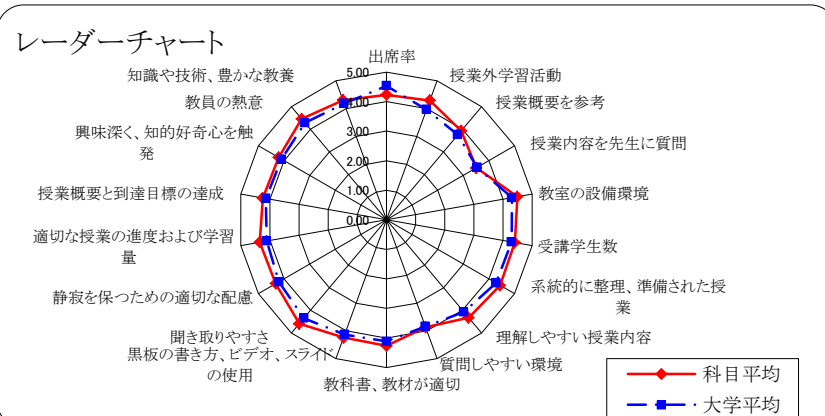 レーダーチャート
出席率
授業外学習活動
授業概要を参考
授業内容を先生に質問
教室の設備環境
受講学生数
系統的に整理、準備された授
業
理解しやすい授業内容
質問しやすい環境
教科書、教材が適切
黒板の書き方、ビデオ、スライド
の使用
聞き取りやすさ
静寂を保つための適切な配慮
適切な授業の進度および学習
量
授業概要と到達目標の達成
興味深く、知的好奇心を触
発
教員の熱意
知識や技術、豊かな教養
5.00
4.00
3.00
2.00
1.00
0.00
科目平均
大学平均